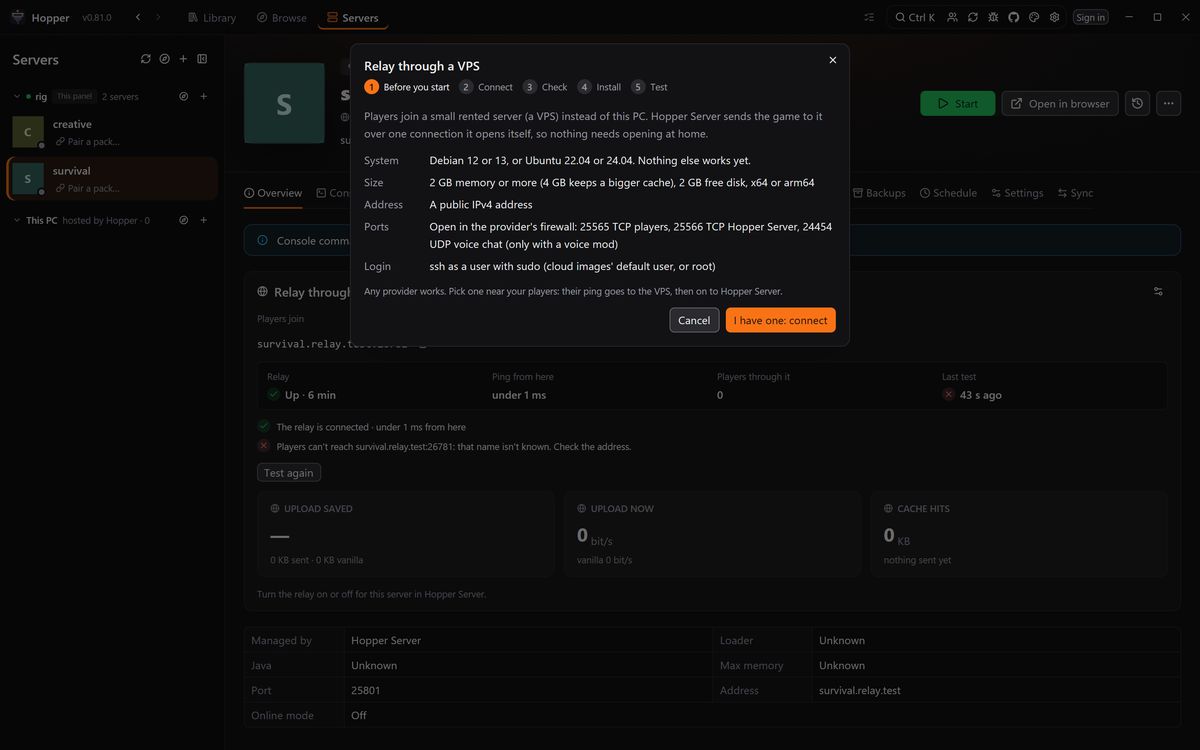 Hopper v0.81.0 Library Browse Servers Ctrl K Sign in
Servers
rig This panel 2 servers
C creative
Pair a pack...
S survival
Pair a pack...
This PC hosted by Hopper · 0
S
Start Open in browser
Overview Backups Schedule Settings Sync
Relay through a VPS
1 Before you start 2 Connect 3 Check 4 Install 5 Test
Players join a small rented server (a VPS) instead of this PC. Hopper Server sends the game to it
over one connection it opens itself, so nothing needs opening at home.
System Debian 12 or 13, or Ubuntu 22.04 or 24.04. Nothing else works yet.
Size 2 GB memory or more (4 GB keeps a bigger cache), 2 GB free disk, x64 or arm64
Address A public IPv4 address
Ports Open in the provider's firewall: 25565 TCP players, 25566 TCP Hopper Server, 24454
UDP voice chat (only with a voice mod)
Login ssh as a user with sudo (cloud images' default user, or root)
Any provider works. Pick one near your players: their ping goes to the VPS, then on to Hopper Server.
Cancel I have one: connect
Console comm
Relay throug
Players join
survival.relay.t
Relay Ping from here Players through it Last test
Up · 6 min under 1 ms 0 43 s ago
The relay is connected · under 1 ms from here
Players can't reach survival.relay.test:26781: that name isn't known. Check the address.
Test again
UPLOAD SAVED UPLOAD NOW CACHE HITS
— 0 bit/s 0 KB
0 KB sent · 0 KB vanilla vanilla 0 bit/s nothing sent yet
Turn the relay on or off for this server in Hopper Server.
Managed by Hopper Server Loader Unknown
Java Unknown Max memory Unknown
Port 25801 Address survival.relay.test
Online mode Off